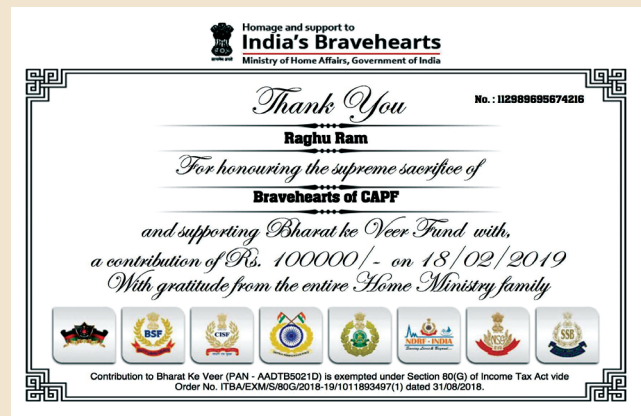 Homage and support to
India's Bravehearts
Ministry of Home Affairs, Government of India
Thank You
No. : 112989695674216
Raghu Ram
For honouring the supreme sacrifice of
Bravehearts of CAPF
and supporting Bharat ke Veer Fund with,
a contribution of Rs. 100000/- on 18/02/2019
With gratitude from the entire Home Ministry family
BSF
CISF
NDRF - INDIA
NSG
SSB
Contribution to Bharat Ke Veer (PAN - AADTB5021D) is exempted under Section 80(G) of Income Tax Act vide
Order No. ITBA/EXM/S/80G/2018-19/1011893497(1) dated 31/08/2018.